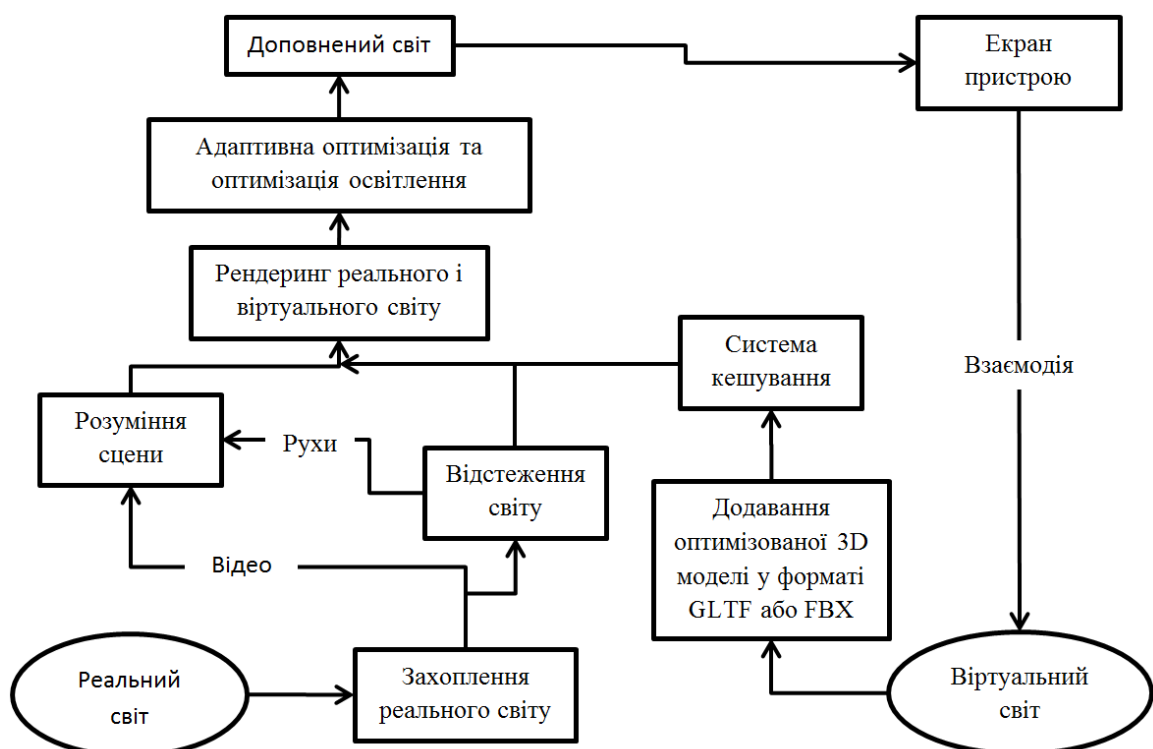 Доповнений світ
Екран
пристрою
Адаптивна оптимізація та
оптимізація освітлення
Рендеринг реального і
віртуального світу
Система
кешування
Взаємодія
Розуміння
сцени
Рухи
Відстеження
світу
Додавання
оптимізованої 3D
моделі у форматі
GLTF або FBX
Відео
Реальний
світ
Захоплення
реального світу
Віртуальний
світ